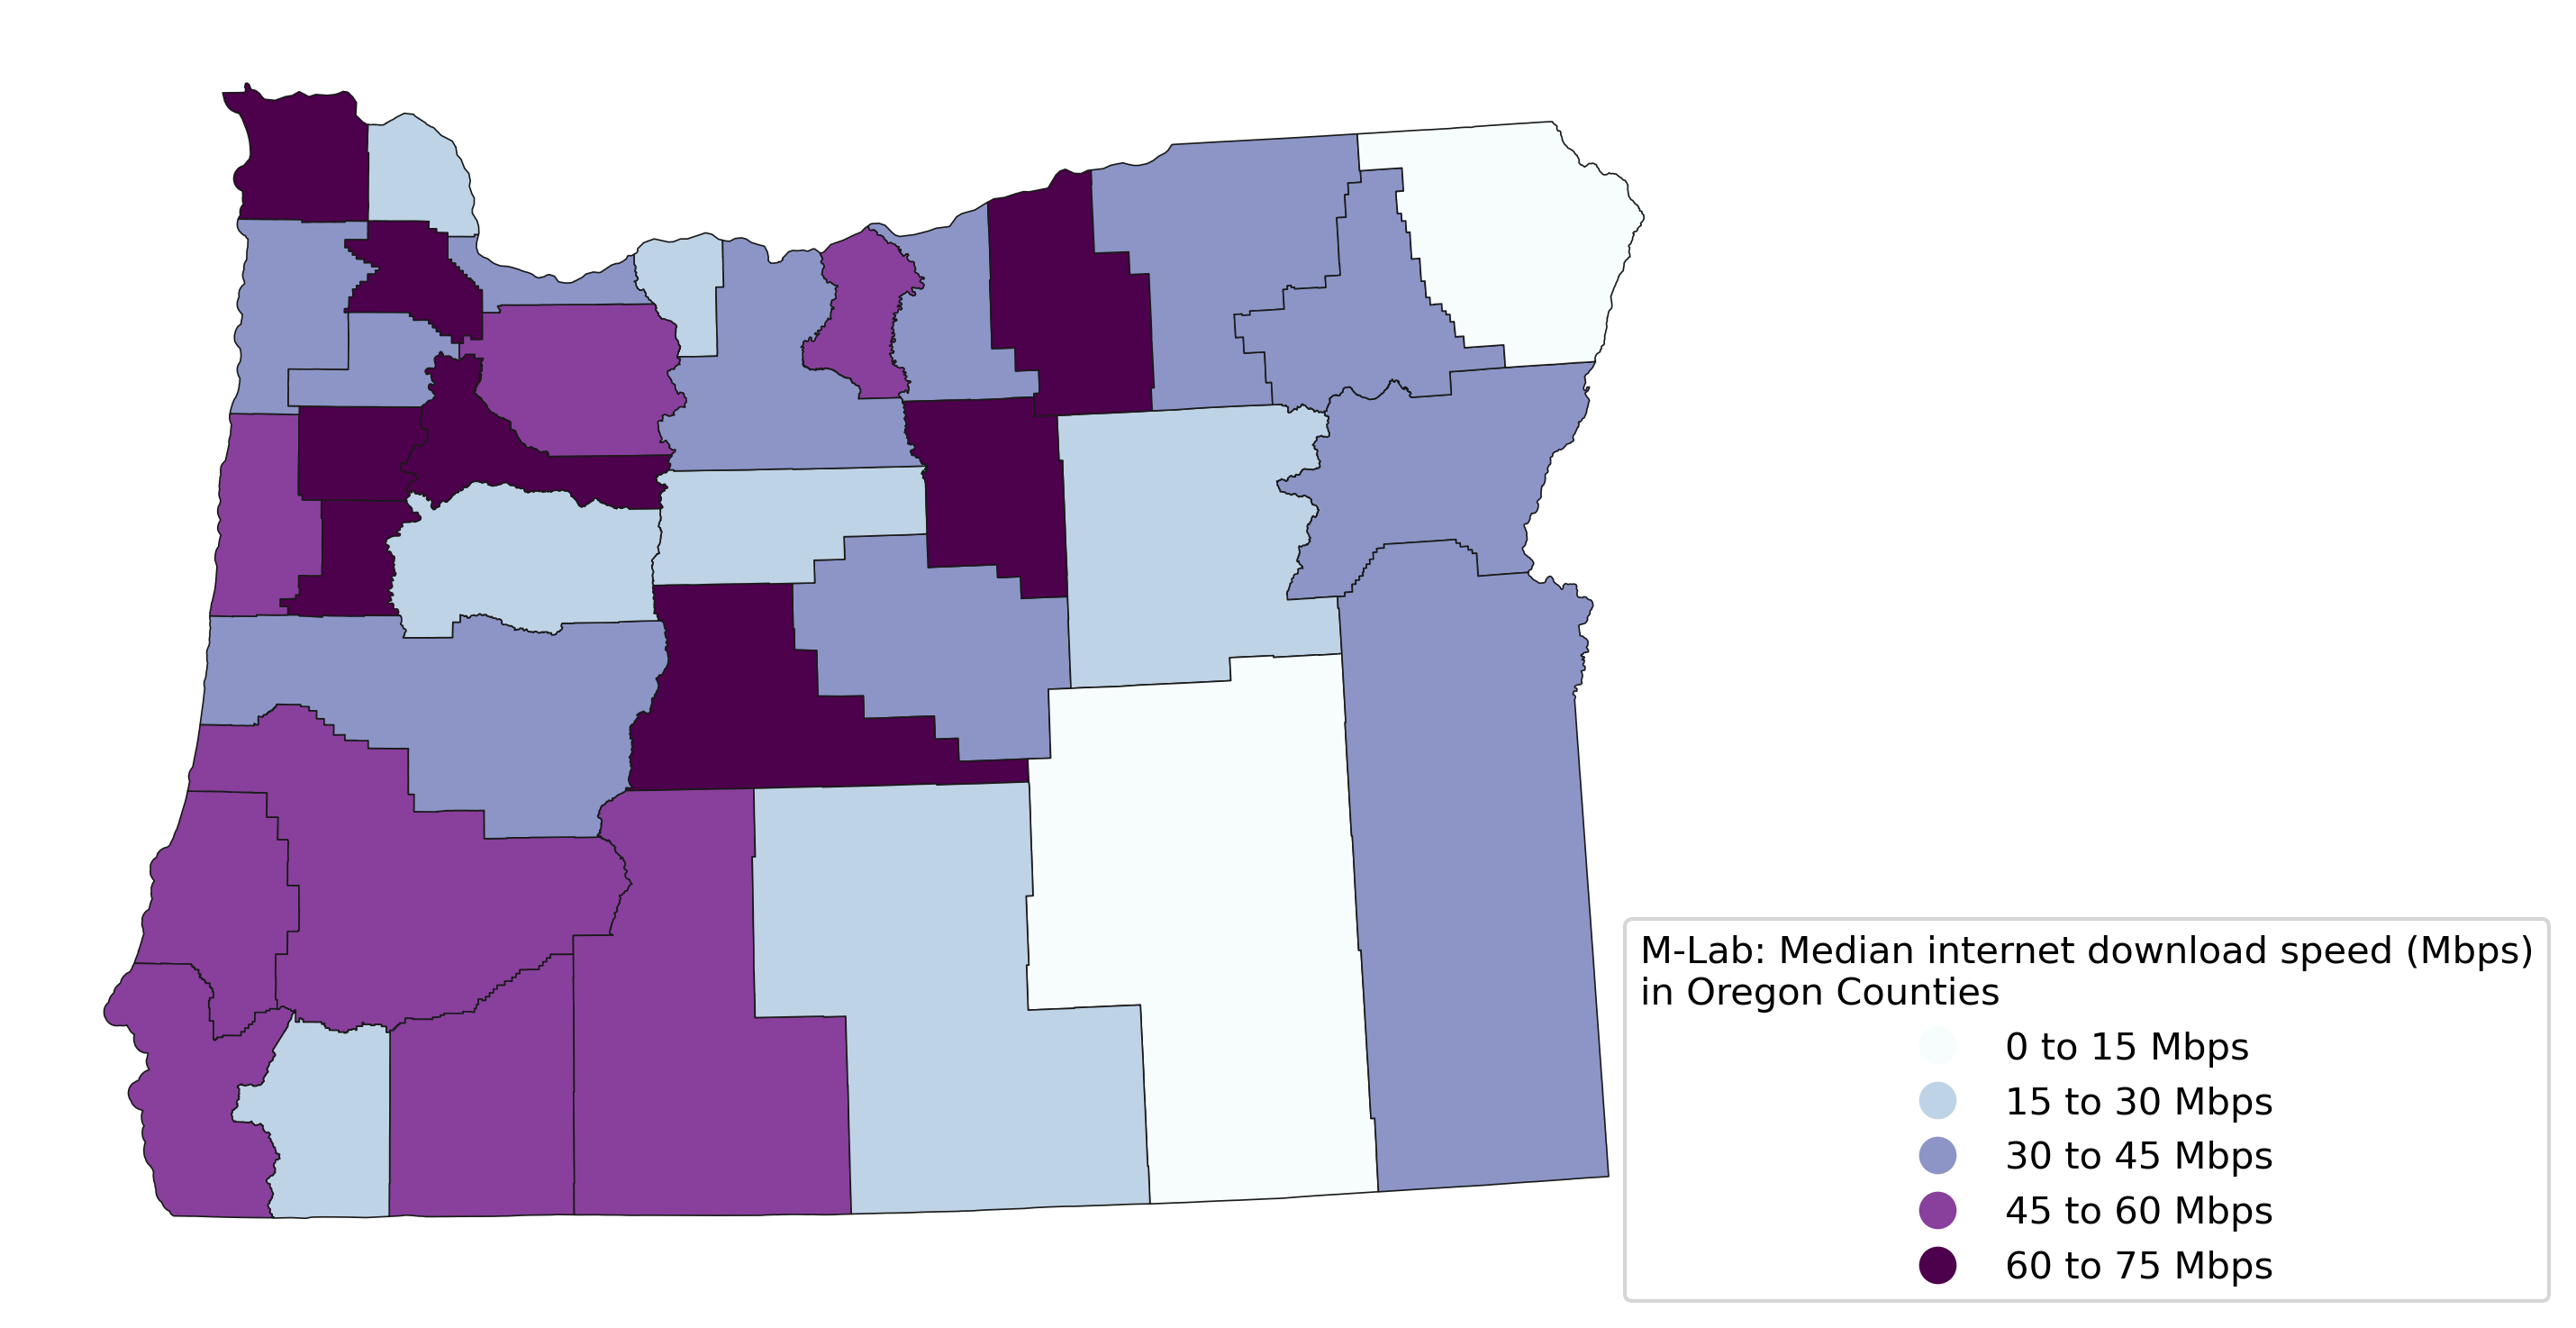 M-Lab: Median internet download speed (Mbps)
in Oregon Counties
0 to 15 Mbps
15 to 30 Mbps
30 to 45 Mbps
45 to 60 Mbps
60 to 75 Mbps